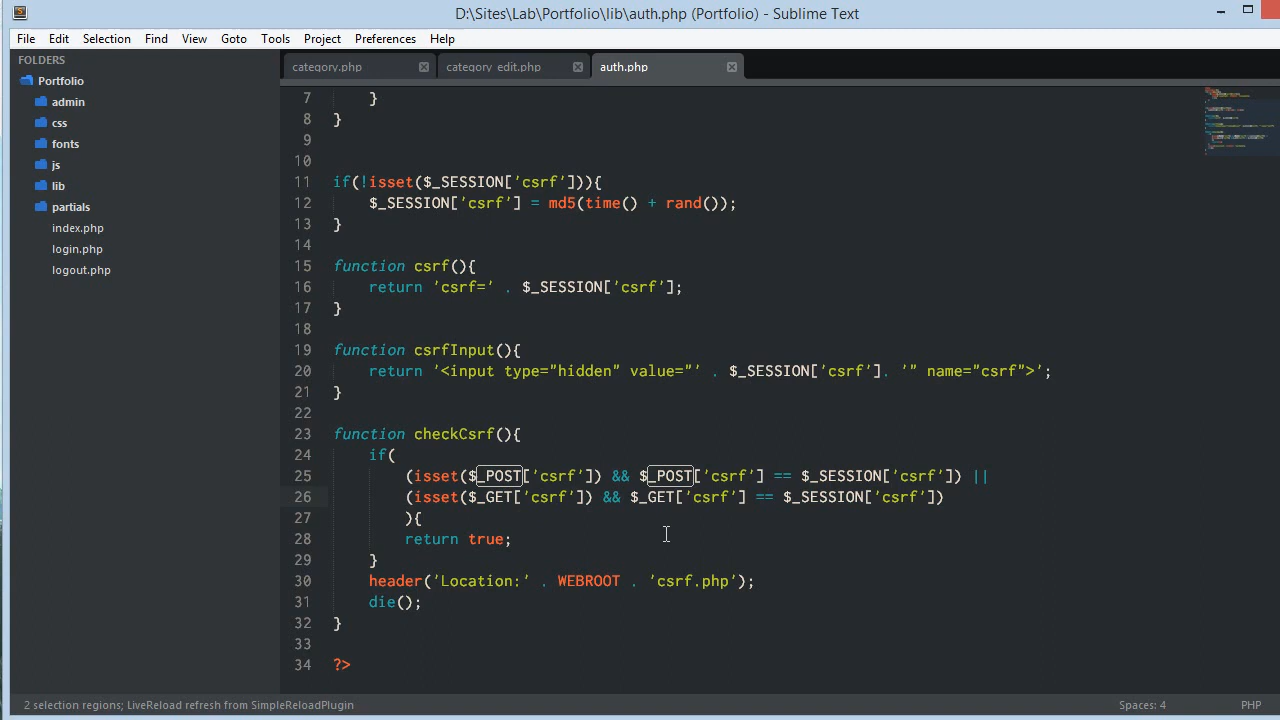 D:\Sites\Lab\Portfolio\lib\auth.php (Portfolio) - Sublime Text
File Edit Selection Find View Goto Tools Project Preferences Help
FOLDERS
Portfolio
admin
css
fonts
js
lib
partials
index.php
login.php
logout.php
category.php category_edit.php auth.php
7 }
8 }
9
10
11 if(!isset($_SESSION['csrf'])){
12 $_SESSION['csrf'] = md5(time() + rand());
13 }
14
15 function csrf(){
16 return 'csrf=' . $_SESSION['csrf'];
17 }
18
19 function csrfInput(){
20 return '<input type="hidden" value="' . $_SESSION['csrf']. '" name="csrf">';
21 }
22
23 function checkCsrf(){
24 if(
25 (isset($_POST['csrf']) && $_POST['csrf'] == $_SESSION['csrf']) ||
26 (isset($_GET['csrf']) && $_GET['csrf'] == $_SESSION['csrf'])
27 ){
28 return true;
29 }
30 header('Location:' . WEBROOT . 'csrf.php');
31 die();
32 }
33
34 ?>
2 selection regions; LiveReload refresh from SimpleReloadPlugin Spaces: 4 PHP